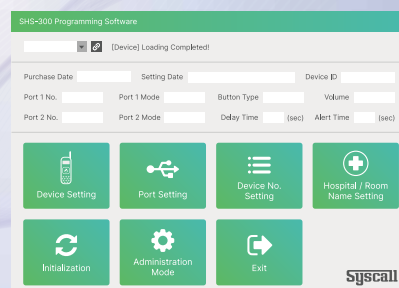 SHS-300 Programming Software
[Device] Loading Completed!
Purchase Date Setting Date Device ID
Port 1 No. Port 1 Mode Button Type Volume
Port 2 No. Port 2 Mode Delay Time (sec) Alert Time (sec)
Device Setting
Port Setting
Device No.
Setting
Hospital / Room
Name Setting
Initialization
Administration
Mode
Exit
Syscall